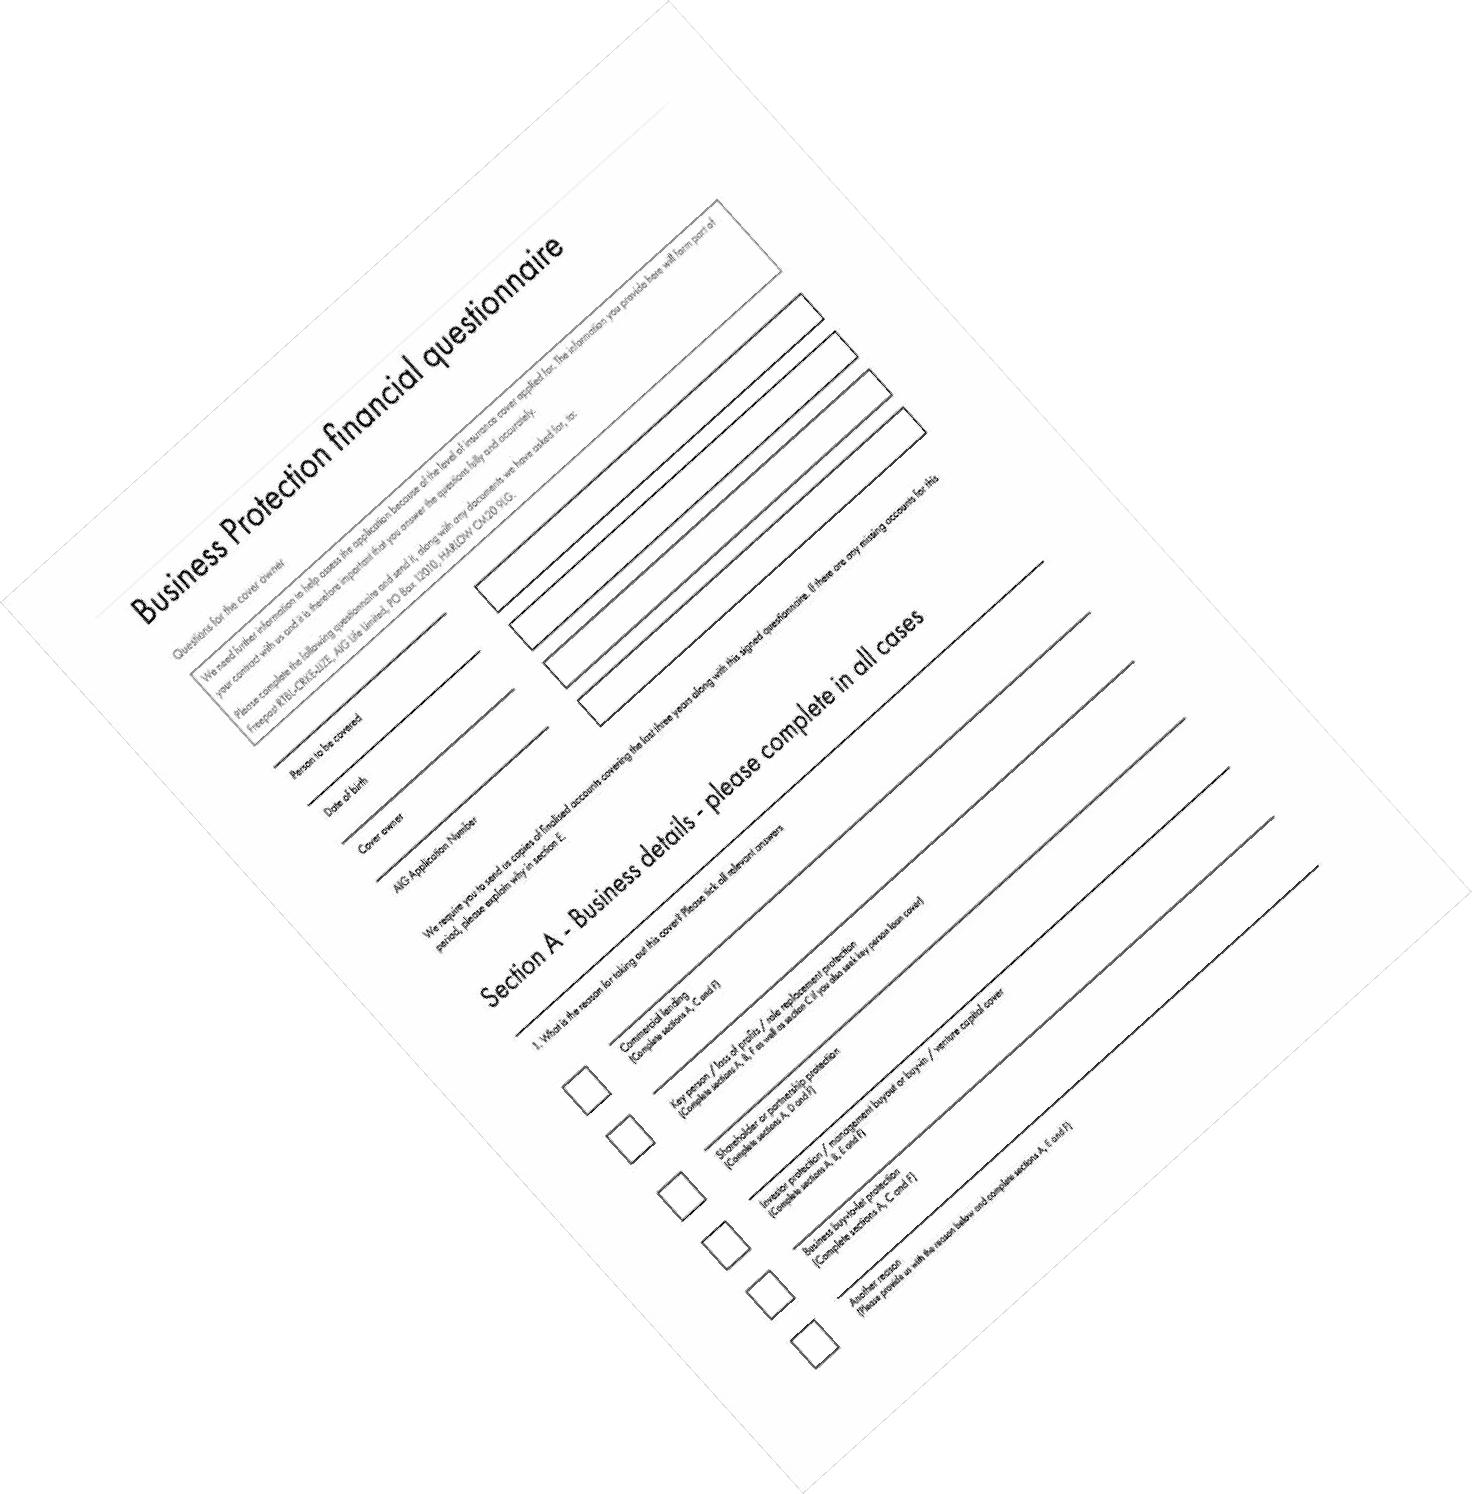 Business Protection financial questionnaire
Questions for the cover owner
We need further information to help assess the application because of the level of insurance cover applied for. The information you provide here will form part of
your contract with us and it is therefore important that you answer the questions fully and accurately.
Please complete the following questionnaire and send it, along with any documents we have asked for, to:
Freepost RTBL-CRKE-JJZE, AIG Life Limited, PO Box 12010, HARLOW CM20 9LG.
Person to be covered
Date of birth
Cover owner
AIG Application Number
We require you to send us copies of finalised accounts covering the last three years along with this signed questionnaire. If there are any missing accounts for this
period, please explain why in section E.
Section A - Business details - please complete in all cases
1. What is the reason for taking out this cover? Please tick all relevant answers
Commercial lending
(Complete sections A, C and F)
Key person / loss of profits / role replacement protection
(Complete sections A, B, F as well as section C if you also seek key person loan cover)
Shareholder or partnership protection
(Complete sections A, D and F)
Investor protection / management buyout or buy-in / venture capital cover
(Complete sections A, B, E and F)
Business buy-to-let protection
(Complete sections A, C and F)
Another reason
(Please provide us with the reason below and complete sections A, E and F)